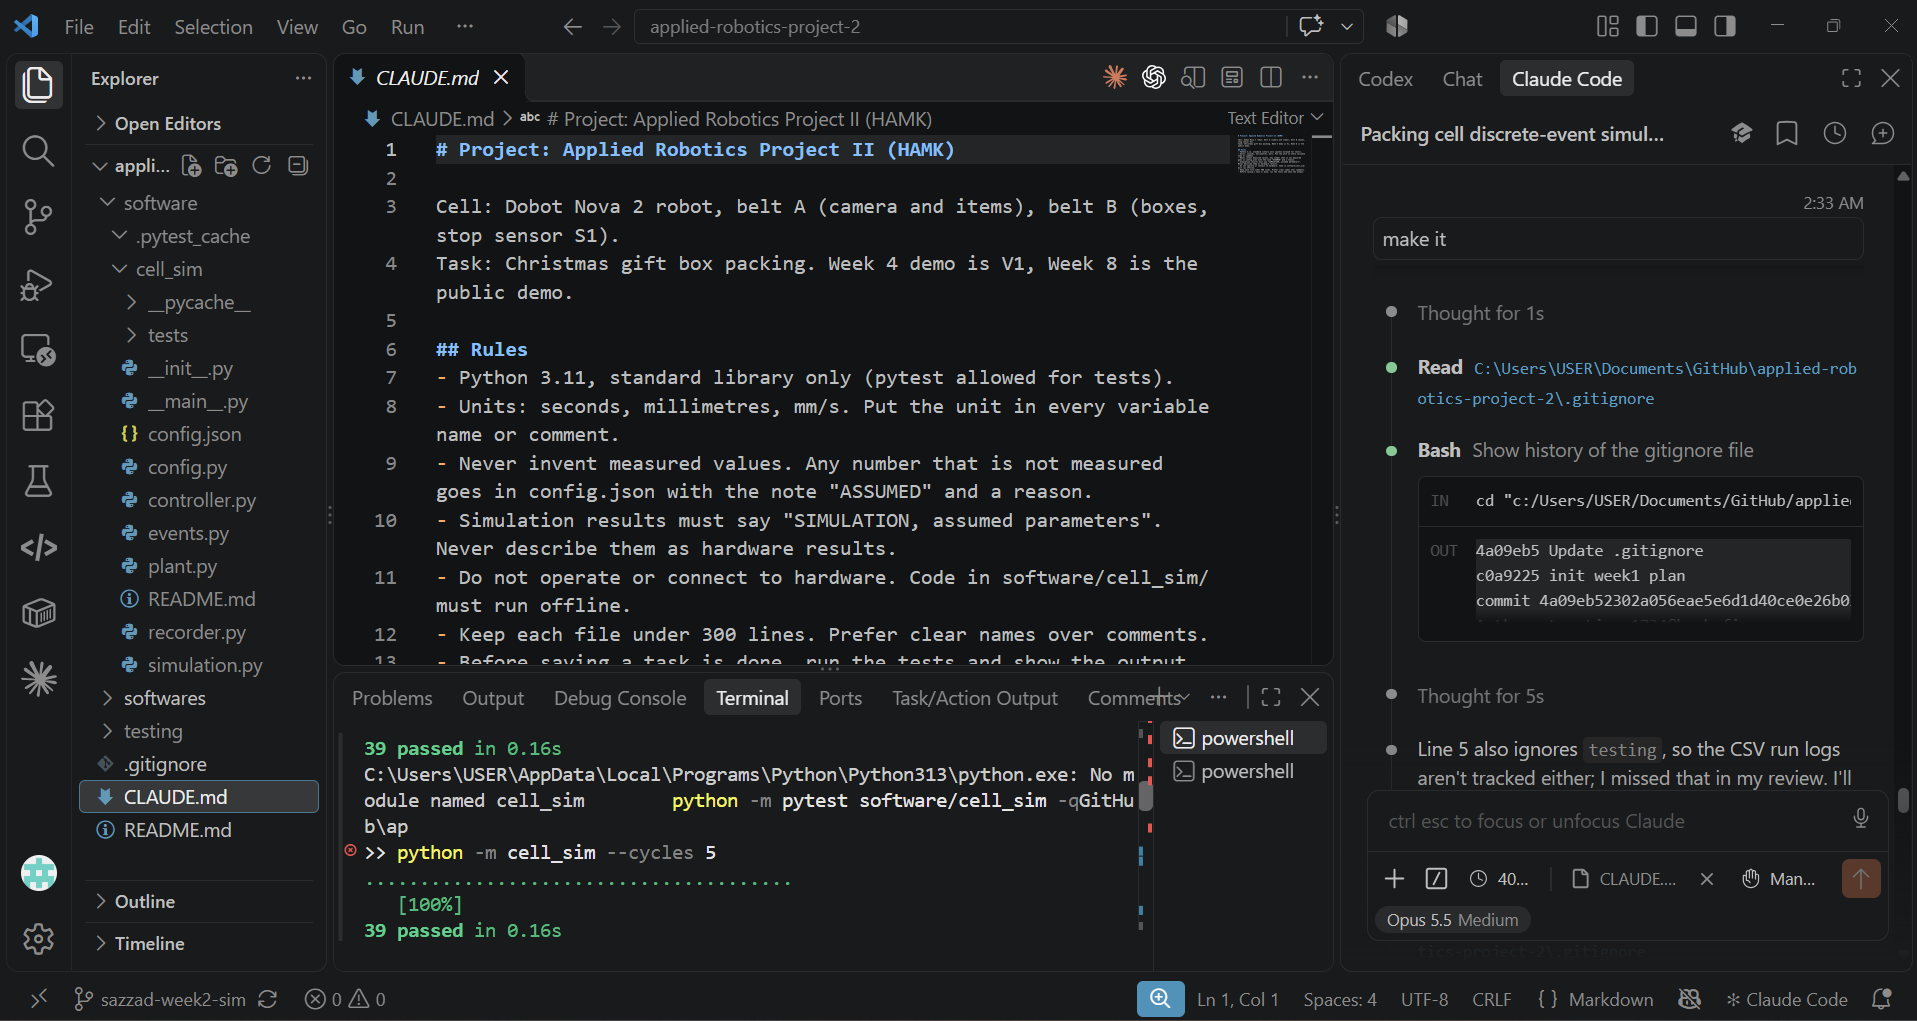 File Edit Selection View Go Run ···
applied-robotics-project-2
Explorer
Open Editors
appli...
software
.pytest_cache
cell_sim
__pycache__
tests
__init__.py
__main__.py
config.json
config.py
controller.py
events.py
plant.py
README.md
recorder.py
simulation.py
softwares
testing
.gitignore
CLAUDE.md
README.md
Outline
Timeline
CLAUDE.md
CLAUDE.md > abc # Project: Applied Robotics Project II (HAMK)
Text Editor
1 # Project: Applied Robotics Project II (HAMK)
2
3 Cell: Dobot Nova 2 robot, belt A (camera and items), belt B (boxes,
stop sensor S1).
4 Task: Christmas gift box packing. Week 4 demo is V1, Week 8 is the
public demo.
5
6 ## Rules
7 - Python 3.11, standard library only (pytest allowed for tests).
8 - Units: seconds, millimetres, mm/s. Put the unit in every variable
name or comment.
9 - Never invent measured values. Any number that is not measured
goes in config.json with the note "ASSUMED" and a reason.
10 - Simulation results must say "SIMULATION, assumed parameters".
Never describe them as hardware results.
11 - Do not operate or connect to hardware. Code in software/cell_sim/
must run offline.
12 - Keep each file under 300 lines. Prefer clear names over comments.
13 - Before saying a task is done, run the tests and show the output
Problems Output Debug Console Terminal Ports Task/Action Output Comments
39 passed in 0.16s
C:\Users\USER\AppData\Local\Programs\Python\Python313\python.exe: No m
odule named cell_sim python -m pytest software/cell_sim -qGitHu
b\ap
>> python -m cell_sim --cycles 5
.......................................
[100%]
39 passed in 0.16s
powershell
powershell
Codex Chat Claude Code
Packing cell discrete-event simul...
2:33 AM
make it
Thought for 1s
Read C:\Users\USER\Documents\GitHub\applied-rob
otics-project-2\.gitignore
Bash Show history of the gitignore file
IN cd "c:/Users/USER/Documents/GitHub/applie
OUT 4a09eb5 Update .gitignore
c0a9225 init week1 plan
commit 4a09eb52302a056eae5e6d1d40ce0e26b0
Thought for 5s
Line 5 also ignores testing, so the CSV run logs
aren't tracked either; I missed that in my review. I'll
ctrl esc to focus or unfocus Claude
40... CLAUDE.... Man...
Opus 5.5 Medium
tics-project-2\.gitignore
sazzad-week2-sim 0 0 Ln 1, Col 1 Spaces: 4 UTF-8 CRLF { } Markdown Claude Code